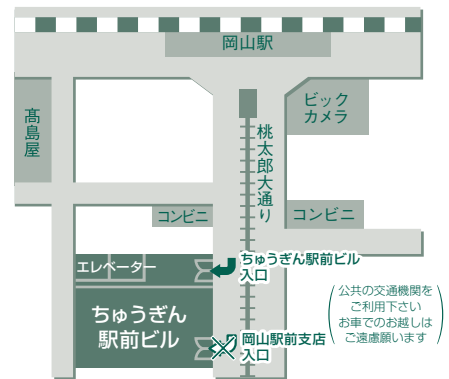 岡山駅
髙島屋
ビック
カメラ
桃太郎大通り
コンビニ
コンビニ
エレベーター
ちゅうぎん駅前ビル
入口
ちゅうぎん
駅前ビル
岡山駅前支店
入口
公共の交通機関を
ご利用下さい
お車でのお越しは
ご遠慮願います